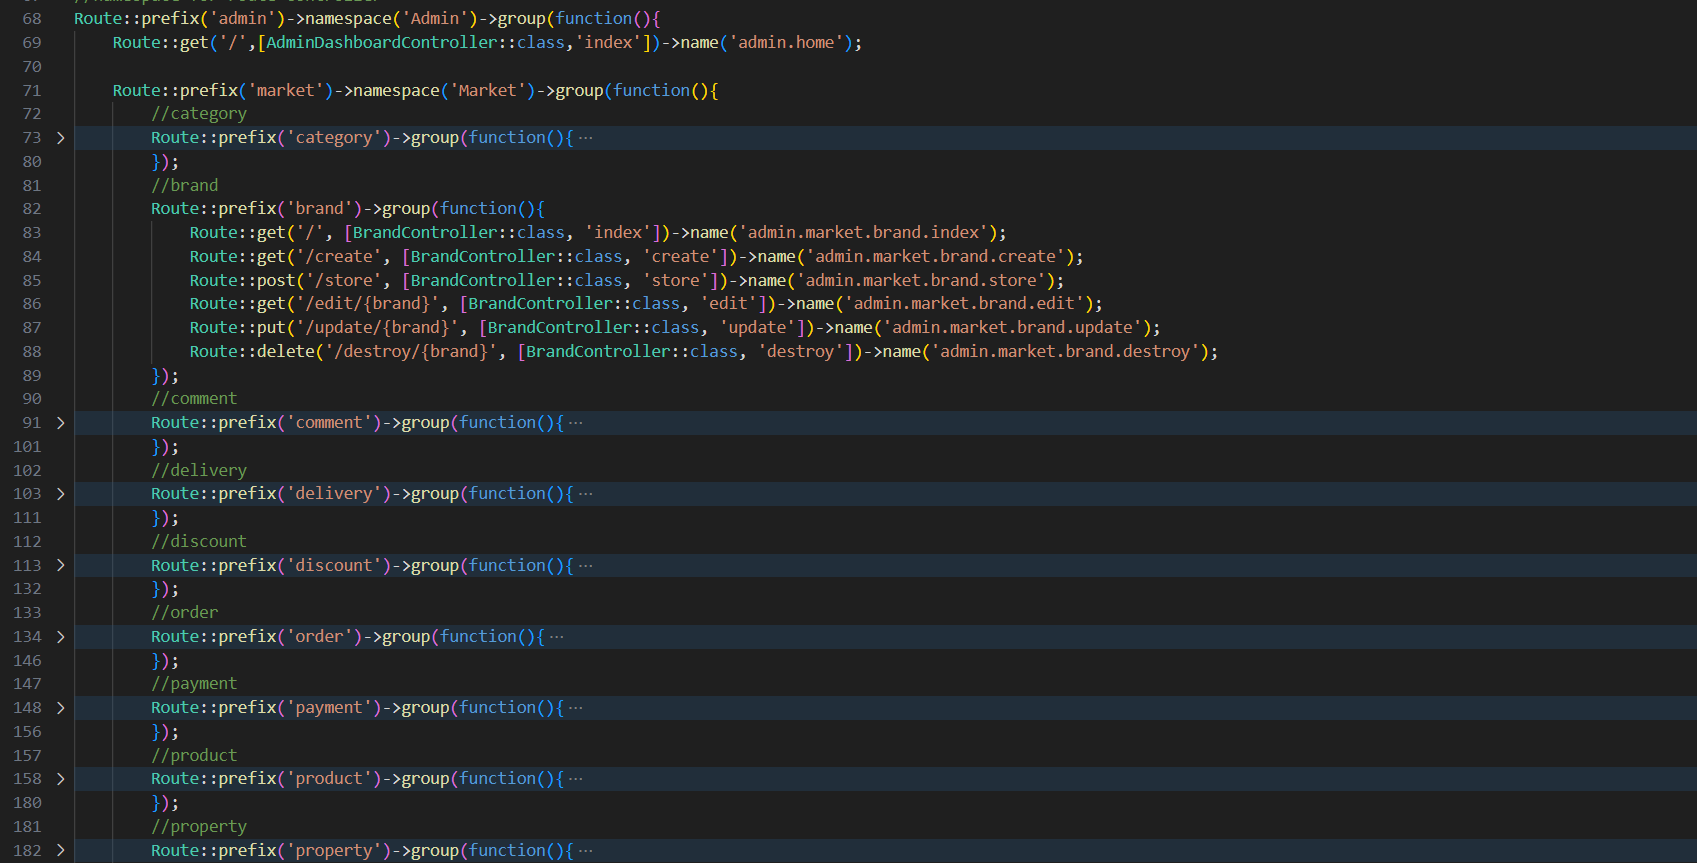 68 Route::prefix('admin')->namespace('Admin')->group(function(){
69 Route::get('/',[AdminDashboardController::class,'index'])->name('admin.home');
70
71 Route::prefix('market')->namespace('Market')->group(function(){
72 //category
73 Route::prefix('category')->group(function(){ ···
80 });
81 //brand
82 Route::prefix('brand')->group(function(){
83 Route::get('/', [BrandController::class, 'index'])->name('admin.market.brand.index');
84 Route::get('/create', [BrandController::class, 'create'])->name('admin.market.brand.create');
85 Route::post('/store', [BrandController::class, 'store'])->name('admin.market.brand.store');
86 Route::get('/edit/{brand}', [BrandController::class, 'edit'])->name('admin.market.brand.edit');
87 Route::put('/update/{brand}', [BrandController::class, 'update'])->name('admin.market.brand.update');
88 Route::delete('/destroy/{brand}', [BrandController::class, 'destroy'])->name('admin.market.brand.destroy');
89 });
90 //comment
91 Route::prefix('comment')->group(function(){ ···
101 });
102 //delivery
103 Route::prefix('delivery')->group(function(){ ···
111 });
112 //discount
113 Route::prefix('discount')->group(function(){ ···
132 });
133 //order
134 Route::prefix('order')->group(function(){ ···
146 });
147 //payment
148 Route::prefix('payment')->group(function(){ ···
156 });
157 //product
158 Route::prefix('product')->group(function(){ ···
180 });
181 //property
182 Route::prefix('property')->group(function(){ ···